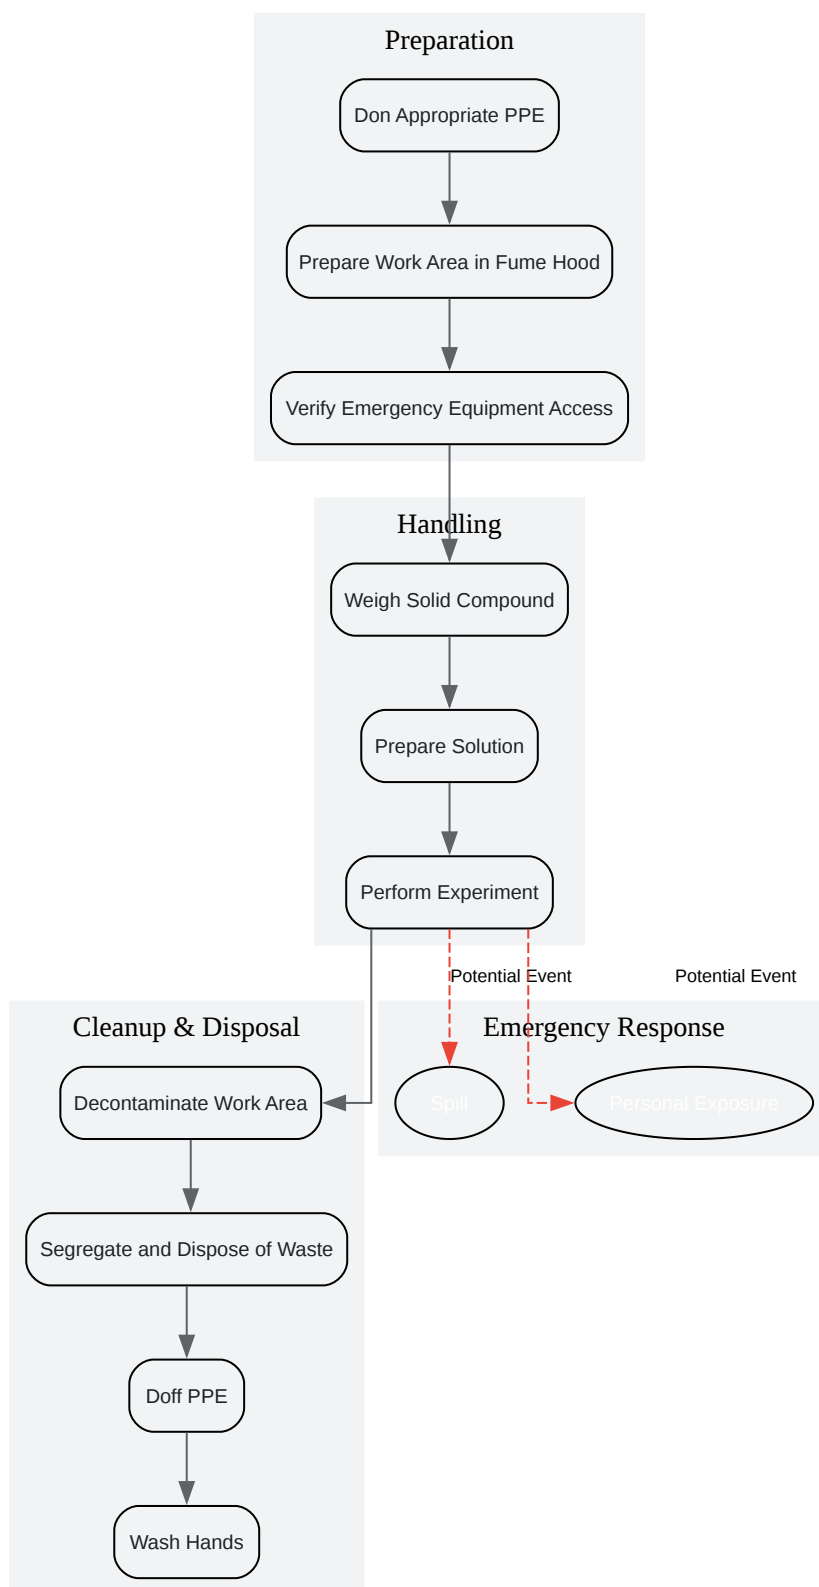 Preparation
Don Appropriate PPE
Prepare Work Area in Fume Hood
Verify Emergency Equipment Access
Handling
Weigh Solid Compound
Prepare Solution
Perform Experiment
Potential Event
Potential Event
Cleanup & Disposal
Emergency Response
Decontaminate Work Area
Spill
Personal Exposure
Segregate and Dispose of Waste
Doff PPE
Wash Hands